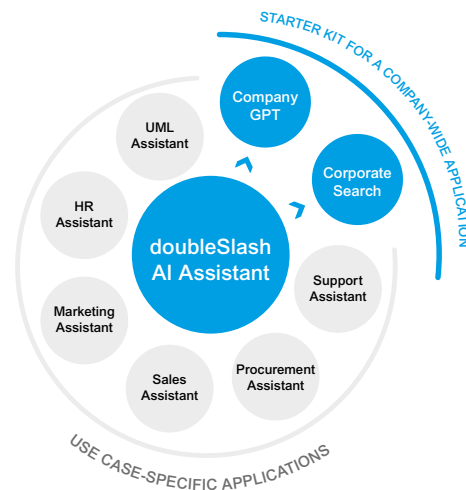 STARTER KIT FOR A COMPANY-WIDE APPLICATION
Company
GPT
Corporate
Search
UML
Assistant
HR
Assistant
doubleSlash
AI Assistant
Support
Assistant
Marketing
Assistant
Sales
Assistant
Procurement
Assistant
USE CASE-SPECIFIC APPLICATIONS